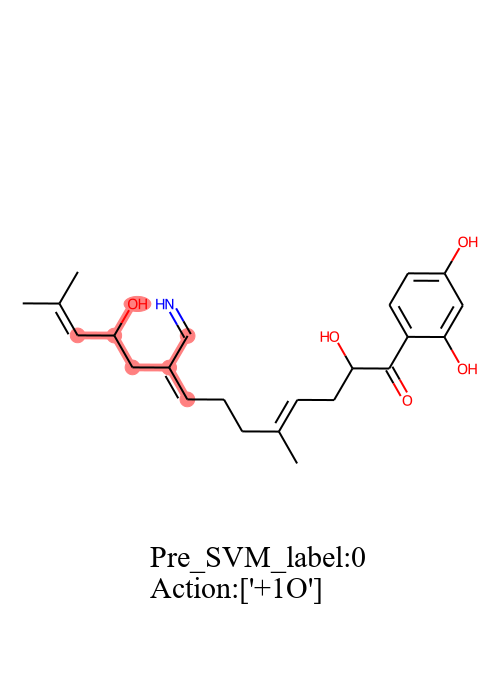 OH
OH
HN
HO
OH
O
Pre_SVM_label:0
Action:['+1O']